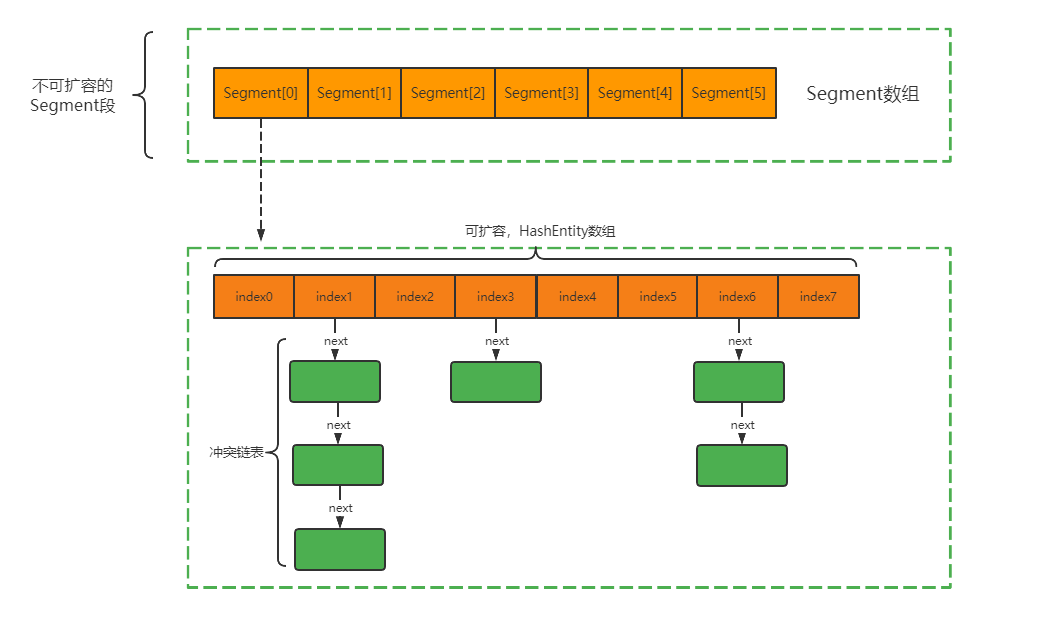 不可扩容的
Segment段
Segment[0]
Segment[1]
Segment[2]
Segment[3]
Segment[4]
Segment[5]
Segment数组
可扩容，HashEntity数组
index0
index1
index2
index3
index4
index5
index6
index7
next
next
next
next
next
冲突链表
next